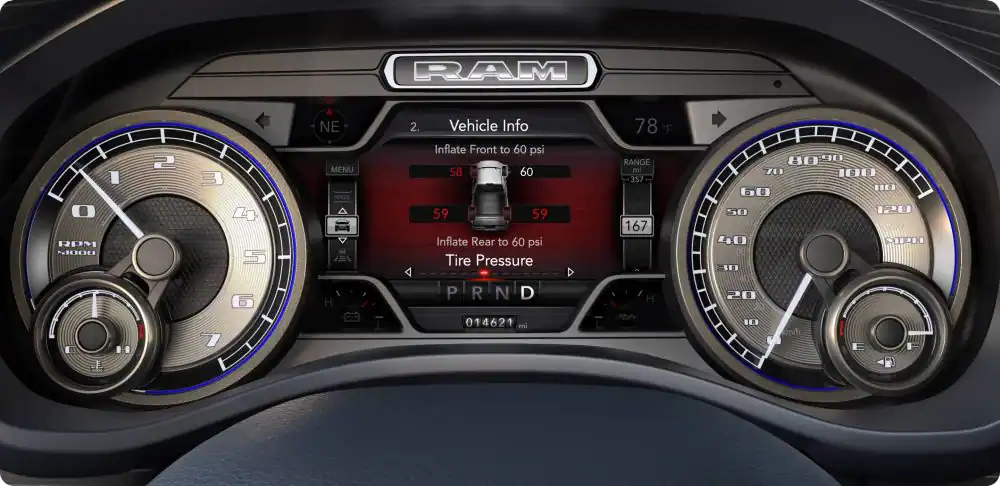 RAM
NE
2. Vehicle Info
78 °F
Inflate Front to 60 psi
58 60
59 59
Inflate Rear to 60 psi
Tire Pressure
MENU
RANGE
mi
357
167
P R N D
014621 mi
H
H
0 1 2 3 4 5 6 7
RPM
X1000
C H
10 20 30 40 50 60 70 80 90 100 110 120
MPH
0
km/h
E F